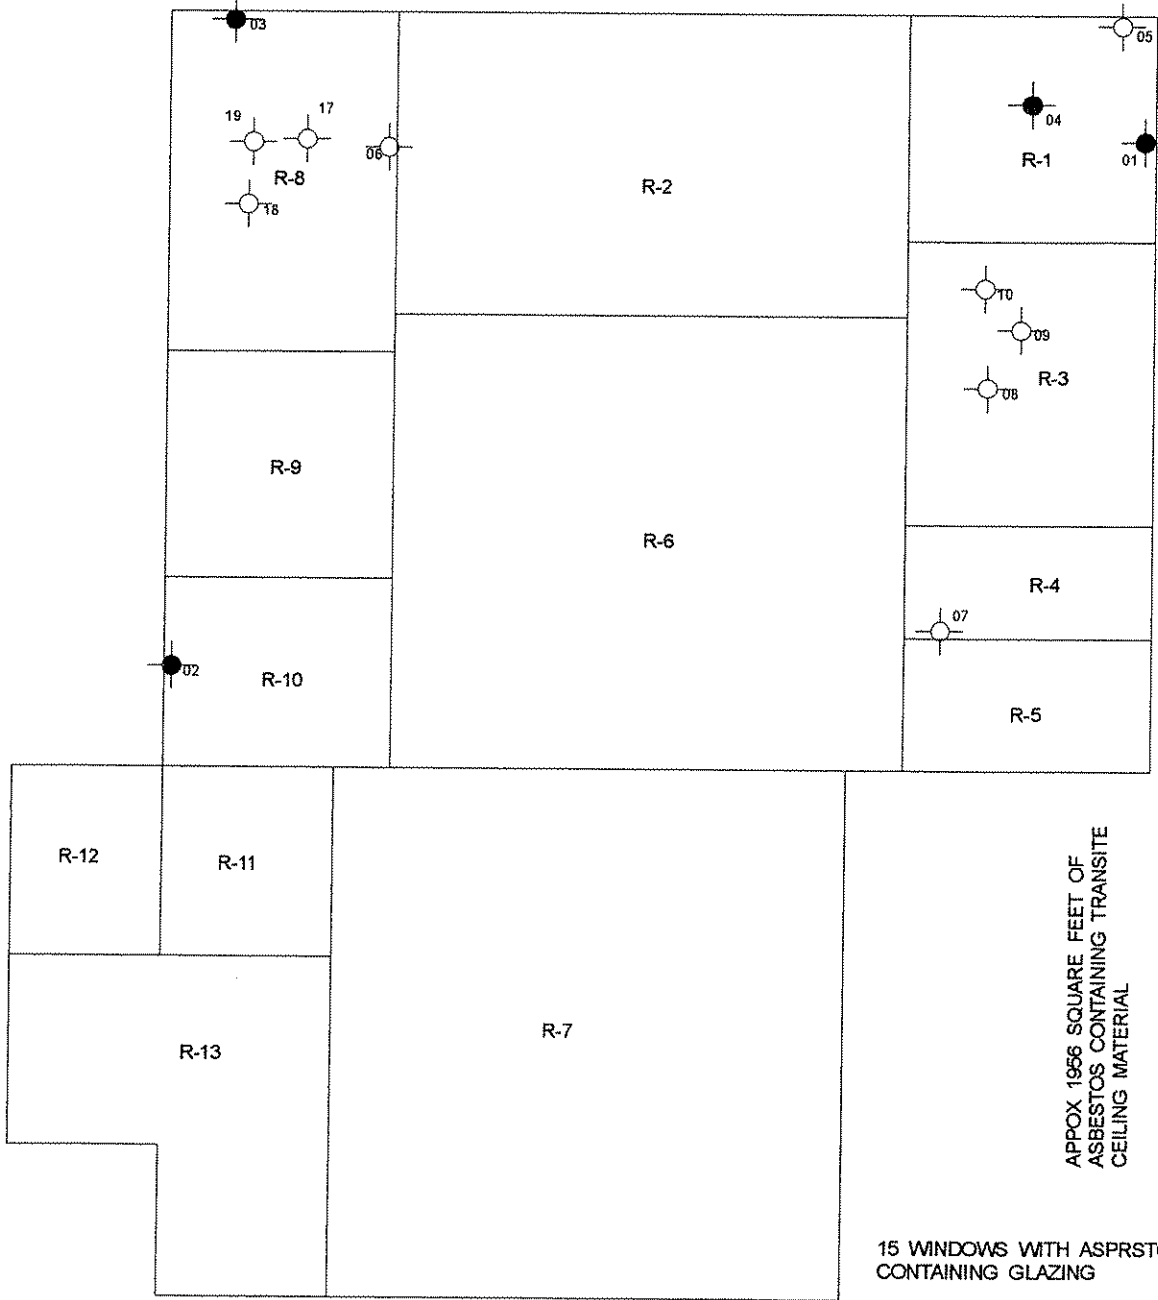 03
05
04
01
R-1
19
17
06
R-8
18
R-2
10
09
R-3
08
R-9
R-6
R-4
07
02
R-10
R-5
R-12
R-11
R-13
R-7
APPOX 1956 SQUARE FEET OF
ASBESTOS CONTAINING TRANSITE
CEILING MATERIAL
15 WINDOWS WITH
CONTAINING GLAZING